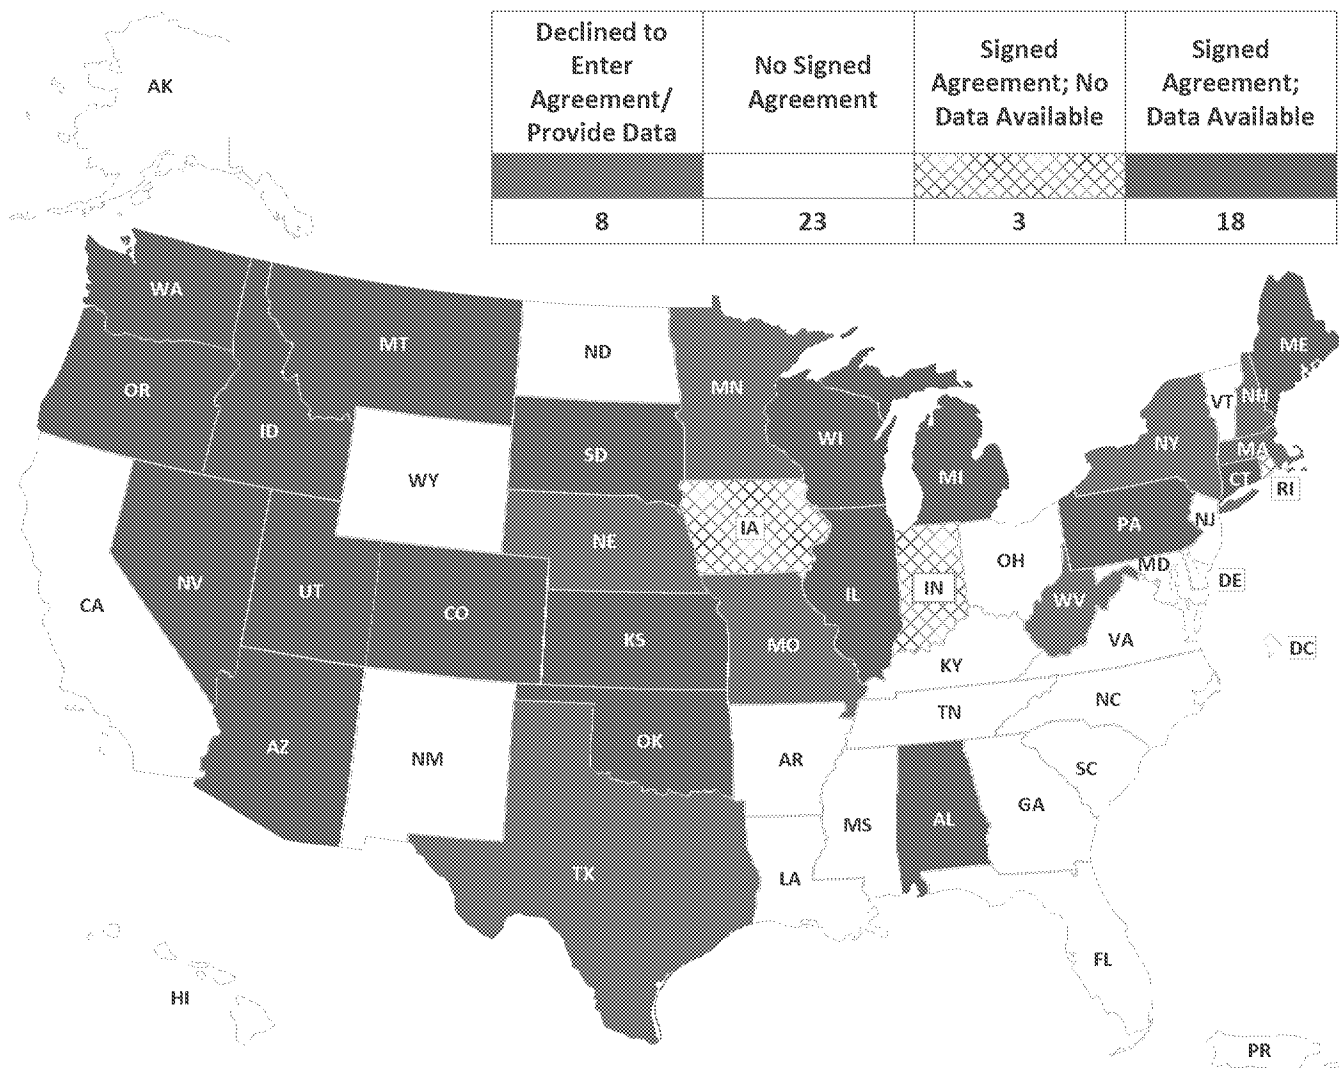 Declined to
Enter
Agreement/
Provide Data
No Signed
Agreement
Signed
Agreement; No
Data Available
Signed
Agreement;
Data Available
8
23
3
18
AK
WA
MT
ND
MN
ME
OR
ID
SD
WI
VT
NH
NY
MA
WY
MI
CT
RI
NE
IA
PA
NJ
NV
UT
CO
IL
IN
OH
MD
DE
CA
KS
MO
WV
VA
DC
KY
AZ
NM
OK
AR
TN
NC
SC
TX
MS
AL
GA
LA
FL
HI
PR